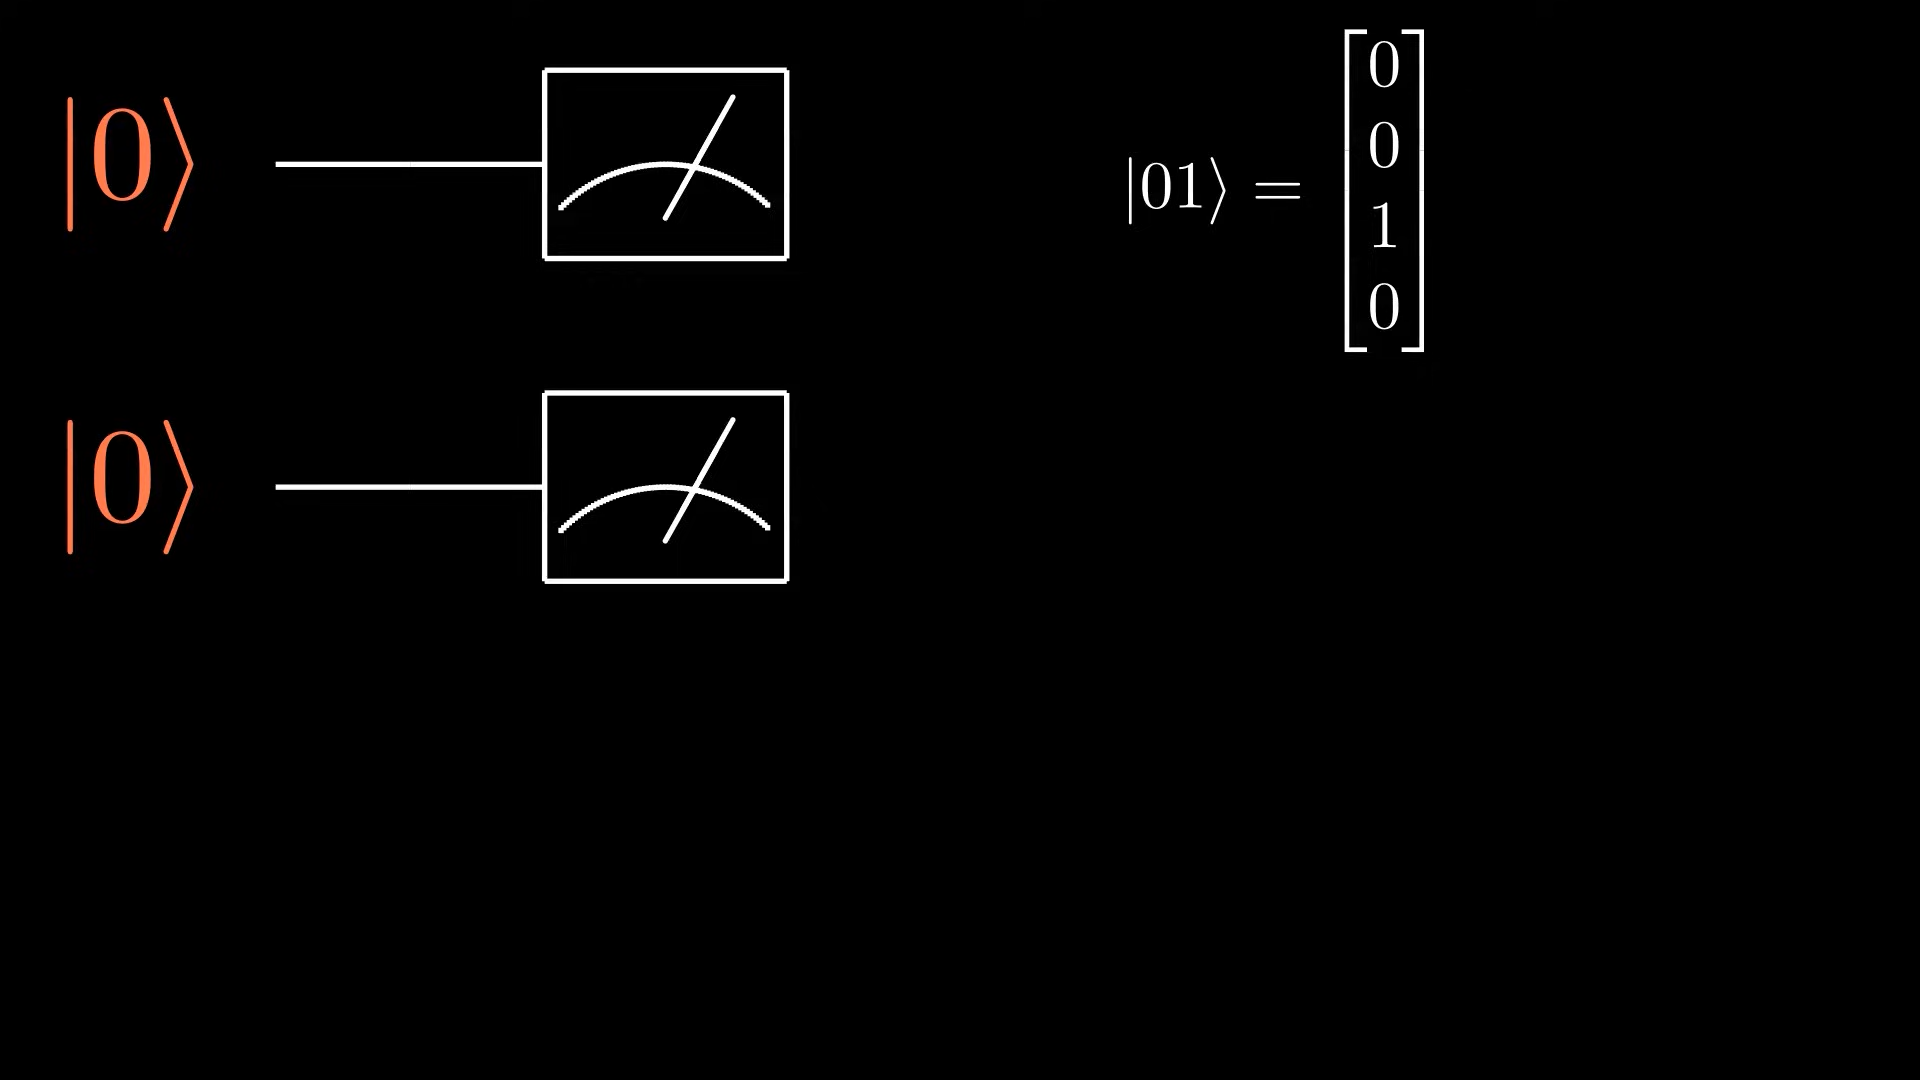 |0⟩
|01⟩ = [0 0 1 0]
|0⟩